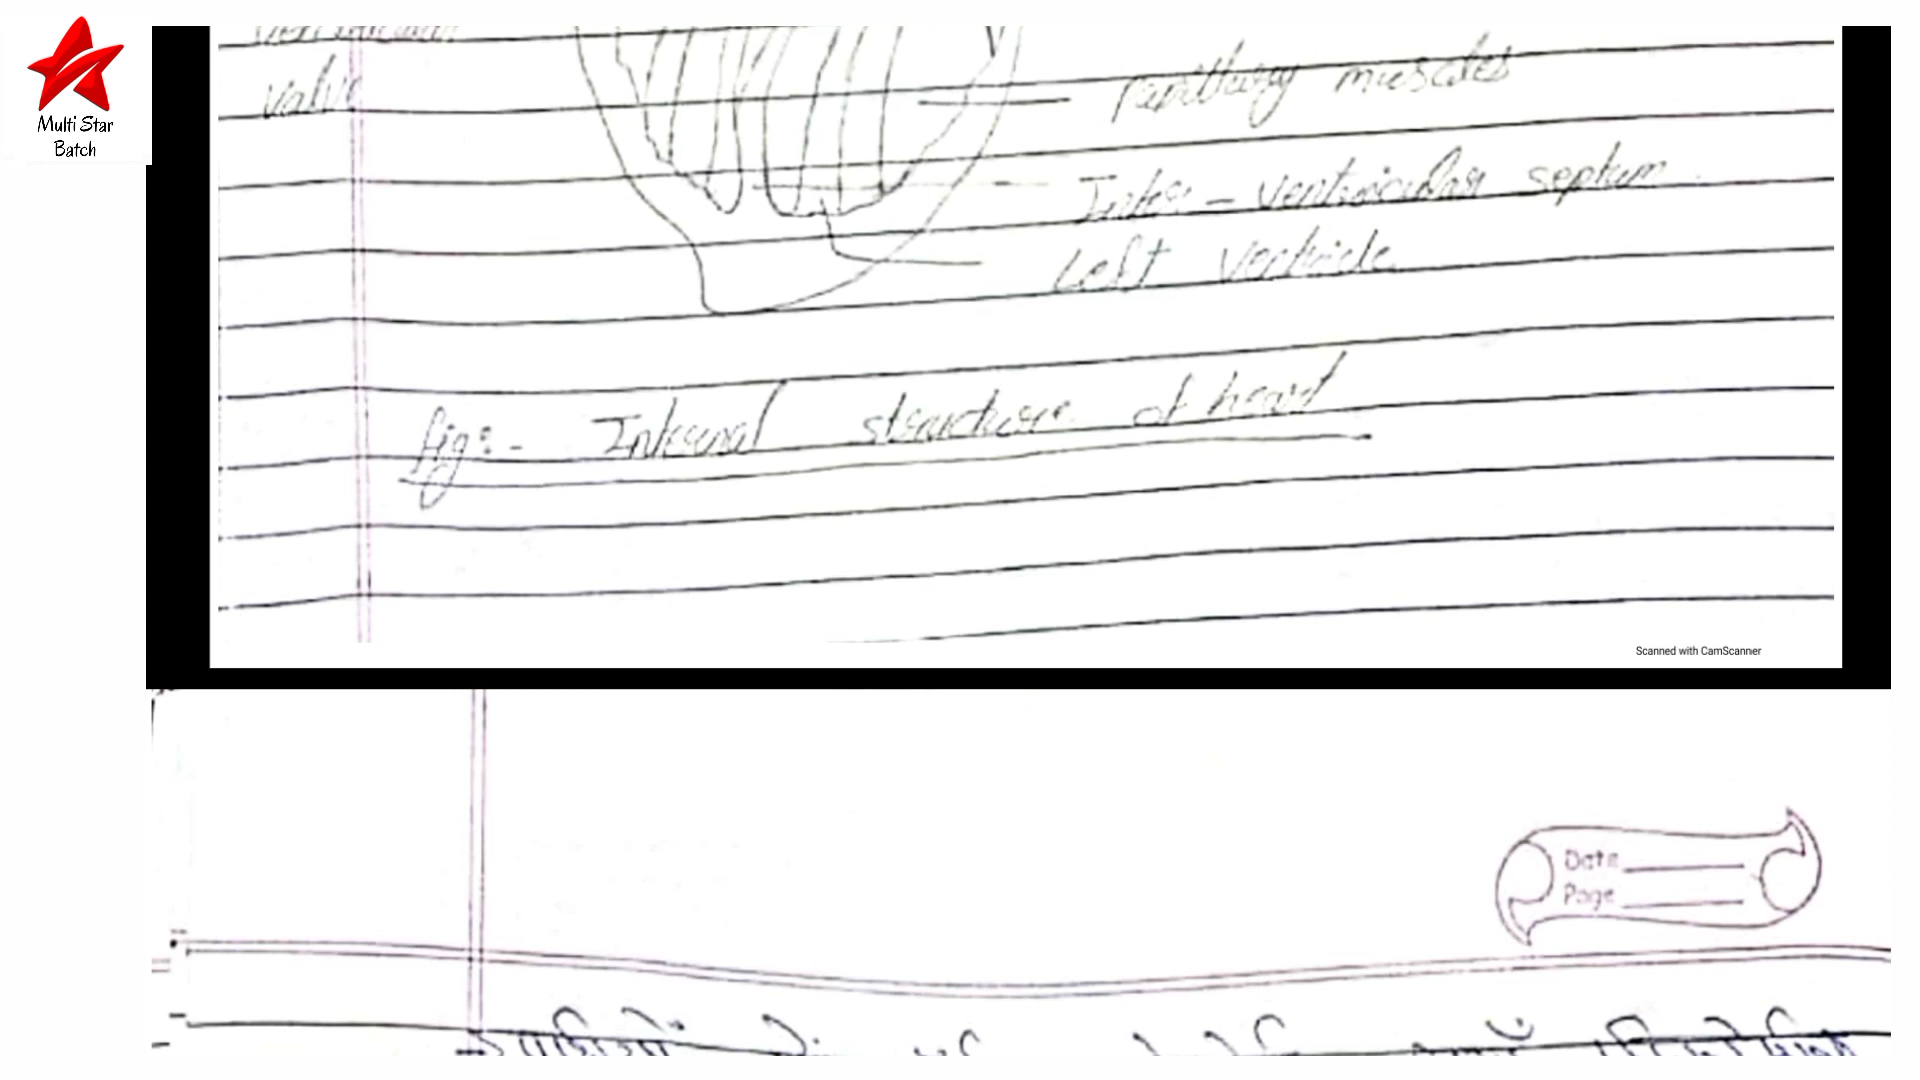 Multi Star
Batch
valve
Papillary muscles
Inter - ventricular septum
Left ventricle
fig:- Internal structure of heart
Scanned with CamScanner
Date
Page